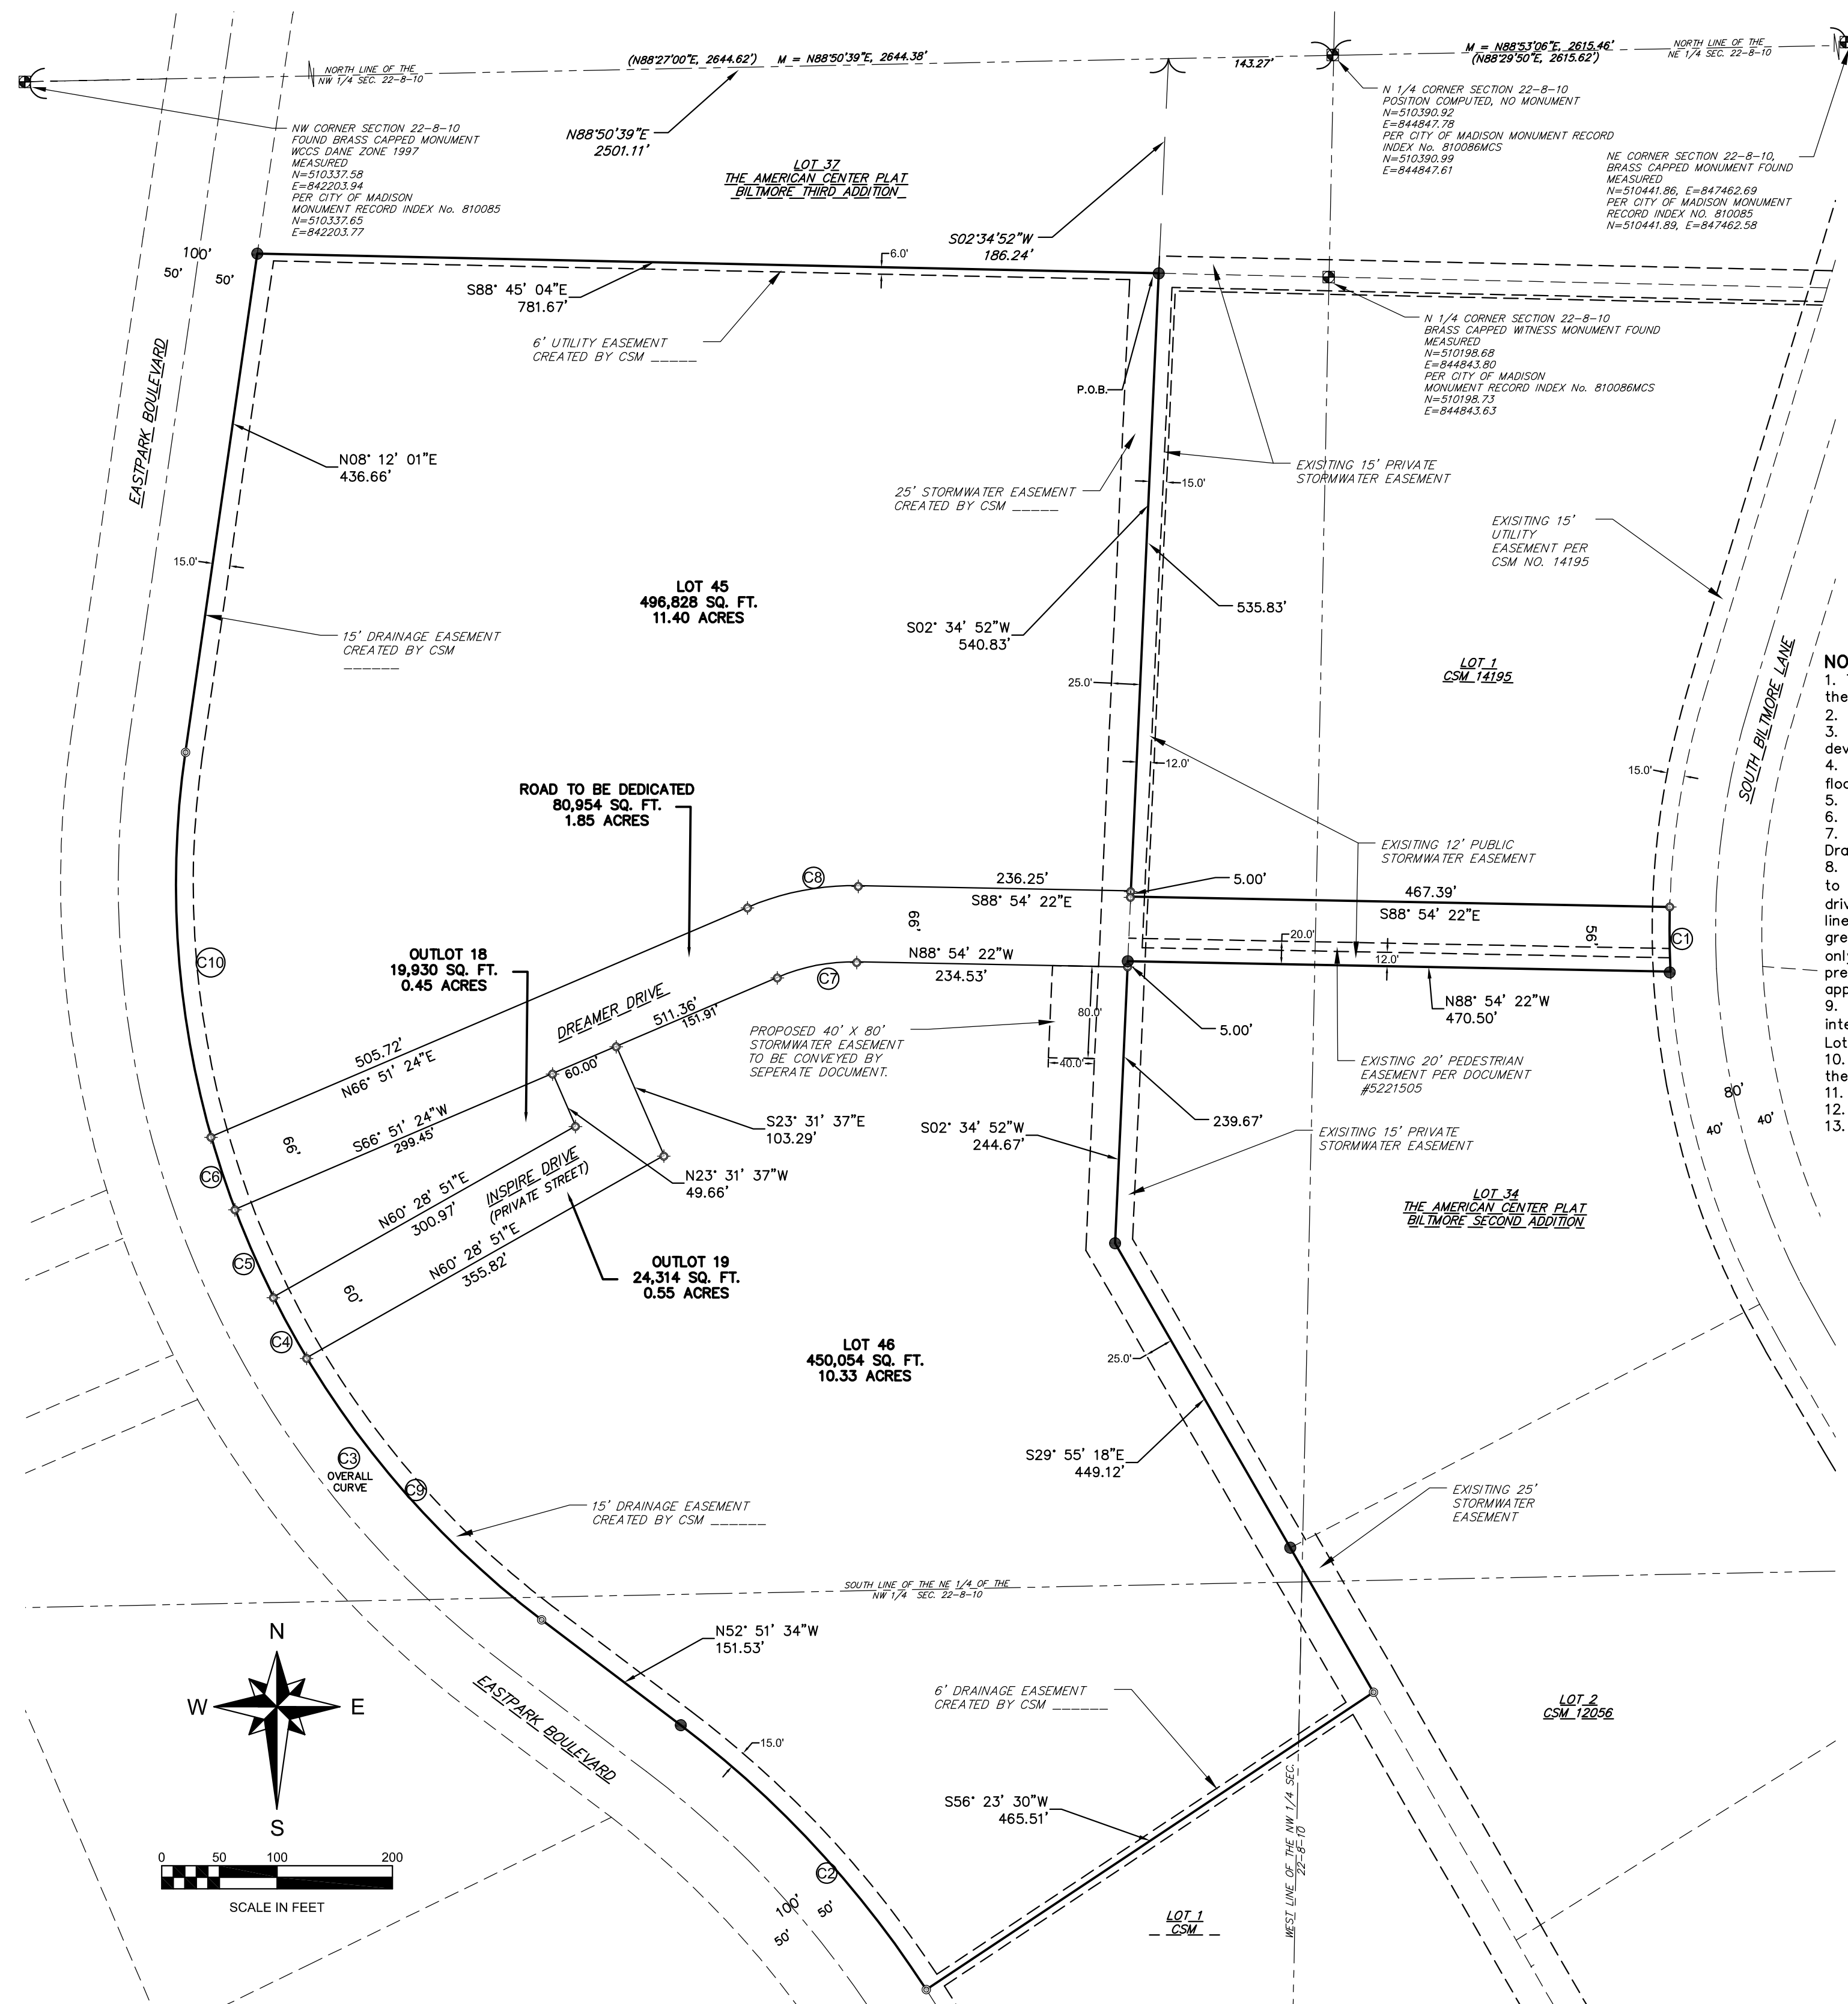 (N88°27'00"E, 2644.62')    M = N88°50'39"E, 2644.38'
NORTH LINE OF THE
NW 1/4 SEC. 22-8-10
143.27'
M = N88°53'06"E, 2615.46'
(N88°29'50"E, 2615.62')
NORTH LINE OF THE
NE 1/4 SEC. 22-8-10
NW CORNER SECTION 22-8-10
FOUND BRASS CAPPED MONUMENT
WCCS DANE ZONE 1997
MEASURED
N=510337.58
E=842203.94
PER CITY OF MADISON
MONUMENT RECORD INDEX No. 810085
N=510337.65
E=842203.77
N88°50'39"E
2501.11'
LOT 37
THE AMERICAN CENTER PLAT
BILTMORE THIRD ADDITION
N 1/4 CORNER SECTION 22-8-10
POSITION COMPUTED, NO MONUMENT
N=510390.92
E=844847.78
PER CITY OF MADISON MONUMENT RECORD
INDEX No. 810086MCS
N=510390.99
E=844847.61
NE CORNER SECTION 22-8-10,
BRASS CAPPED MONUMENT FOUND
MEASURED
N=510441.86, E=847462.69
PER CITY OF MADISON MONUMENT
RECORD INDEX NO. 810085
N=510441.89, E=847462.58
S02°34'52"W
186.24'
100'
50'
50'
6.0'
S88° 45' 04"E
781.67'
6' UTILITY EASEMENT
CREATED BY CSM _____
N 1/4 CORNER SECTION 22-8-10
BRASS CAPPED WITNESS MONUMENT FOUND
MEASURED
N=510198.68
E=844843.80
PER CITY OF MADISON
MONUMENT RECORD INDEX No. 810086MCS
N=510198.73
E=844843.63
P.O.B.
EASTPARK BOULEVARD
N08° 12' 01"E
436.66'
25' STORMWATER EASEMENT
CREATED BY CSM _____
15.0'
EXISITING 15' PRIVATE
STORMWATER EASEMENT
EXISITING 15'
UTILITY
EASEMENT PER
CSM NO. 14195
15.0'
LOT 45
496,828 SQ. FT.
11.40 ACRES
535.83'
S02° 34' 52"W
540.83'
15' DRAINAGE EASEMENT
CREATED BY CSM
______
LOT 1
CSM 14195
25.0'
SOUTH BILTMORE LANE
12.0'
15.0'
ROAD TO BE DEDICATED
80,954 SQ. FT.
1.85 ACRES
EXISITING 12' PUBLIC
STORMWATER EASEMENT
C8
236.25'
S88° 54' 22"E
5.00'
467.39'
S88° 54' 22"E
66'
56'
C1
20.0'
12.0'
C10
OUTLOT 18
19,930 SQ. FT.
0.45 ACRES
N88° 54' 22"W
234.53'
C7
N88° 54' 22"W
470.50'
DREAMER DRIVE
511.36'
151.91'
80.0'
40.0'
5.00'
PROPOSED 40' X 80'
STORMWATER EASEMENT
TO BE CONVEYED BY
SEPERATE DOCUMENT.
505.72'
N66° 51' 24"E
60.00'
EXISTING 20' PEDESTRIAN
EASEMENT PER DOCUMENT
#5221505
80'
40'
40'
S66° 51' 24"W
299.45'
66'
S23° 31' 37"E
103.29'
S02° 34' 52"W
244.67'
239.67'
EXISITING 15' PRIVATE
STORMWATER EASEMENT
C6
N23° 31' 37"W
49.66'
N60° 28' 51"E
300.97'
INSPIRE DRIVE
(PRIVATE STREET)
LOT 34
THE AMERICAN CENTER PLAT
BILTMORE SECOND ADDITION
C5
N60° 28' 51"E
355.82'
60'
OUTLOT 19
24,314 SQ. FT.
0.55 ACRES
C4
LOT 46
450,054 SQ. FT.
10.33 ACRES
25.0'
C3
OVERALL
CURVE
C9
S29° 55' 18"E
449.12'
15' DRAINAGE EASEMENT
CREATED BY CSM ______
EXISITING 25'
STORMWATER
EASEMENT
SOUTH LINE OF THE NE 1/4 OF THE
NW 1/4 SEC. 22-8-10
N
W
E
S
N52° 51' 34"W
151.53'
EASTPARK BOULEVARD
15.0'
6' DRAINAGE EASEMENT
CREATED BY CSM ______
LOT 2
CSM 12056
S56° 23' 30"W
465.51'
WEST LINE OF THE NW 1/4 SEC.
22-8-10
0 50 100 200
SCALE IN FEET
C2
100'
50'
50'
LOT 1
CSM
NO
1.
the
2.
3.
dev
4.
floo
5.
6.
7.
Dra
8.
to
driv
line
gre
only
pre
app
9.
inte
Lot
10.
the
11.
12.
13.